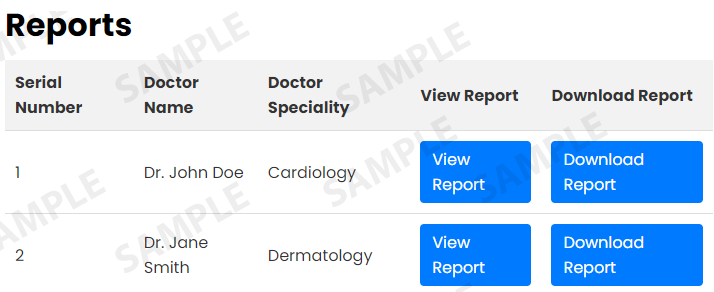 Reports
Serial Number
Doctor Name
Doctor Speciality
View Report
Download Report
1
Dr. John Doe
Cardiology
View Report
Download Report
2
Dr. Jane Smith
Dermatology
View Report
Download Report
SAMPLE
SAMPLE
SAMPLE
SAMPLE
SAMPLE
SAMPLE
SAMPLE